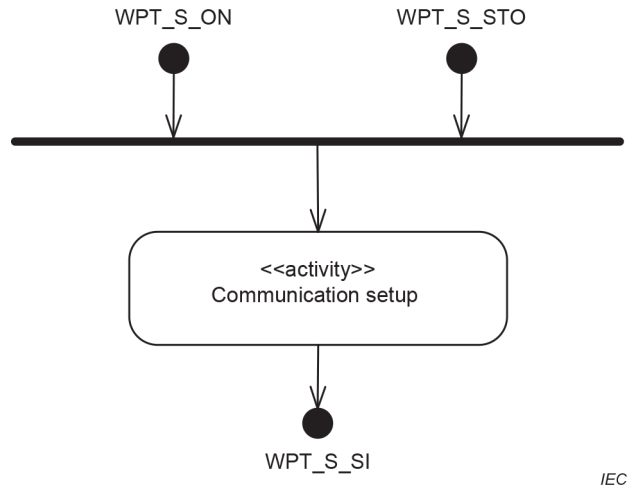 WPT_S_ON
WPT_S_STO
<<activity>>
Communication setup
WPT_S_SI
IEC